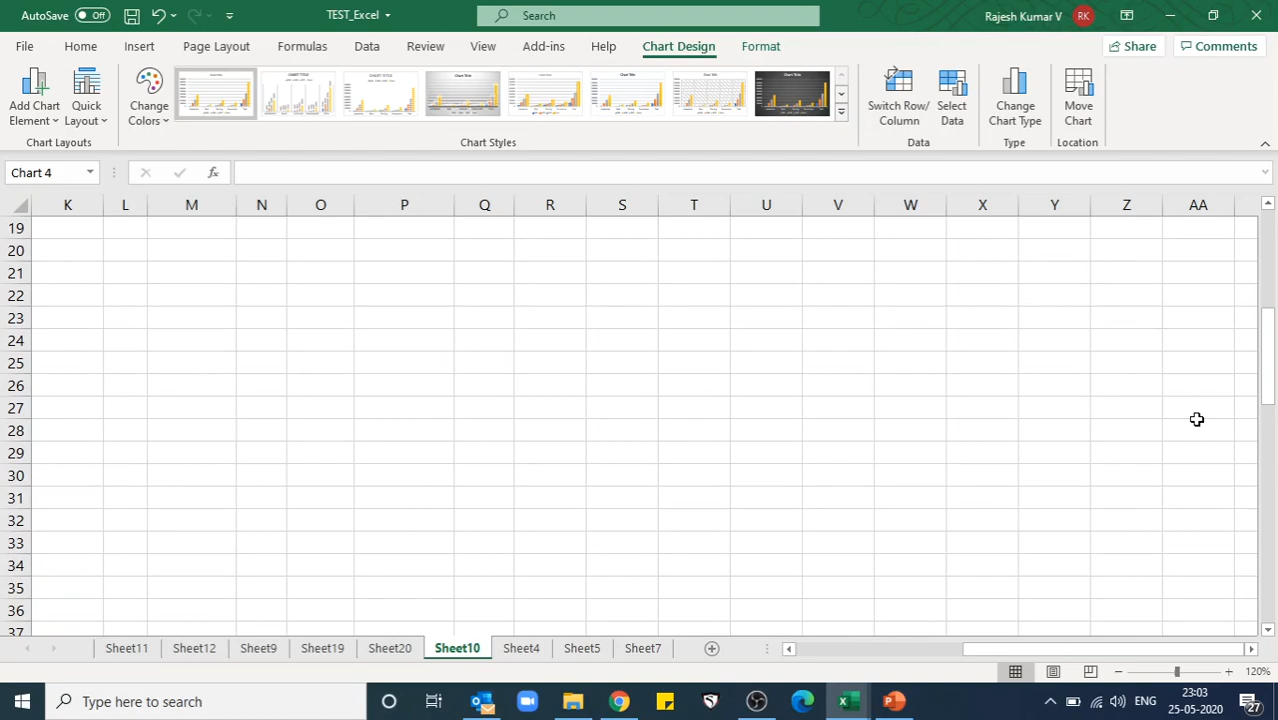 AutoSave Off TEST_Excel Search Rajesh Kumar V RK
File Home Insert Page Layout Formulas Data Review View Add-ins Help Chart Design Format Share Comments
Add Chart Element Quick Layout Change Colors Switch Row/ Column Select Data Change Chart Type Move Chart
Chart Layouts Chart Styles Data Type Location
Chart 4 fx
K L M N O P Q R S T U V W X Y Z AA
19
20
21
22
23
24
25
26
27
28
29
30
31
32
33
34
35
36
37
Sheet11 Sheet12 Sheet9 Sheet19 Sheet20 Sheet10 Sheet4 Sheet5 Sheet7
120%
Type here to search ENG 23:03
25-05-2020 27